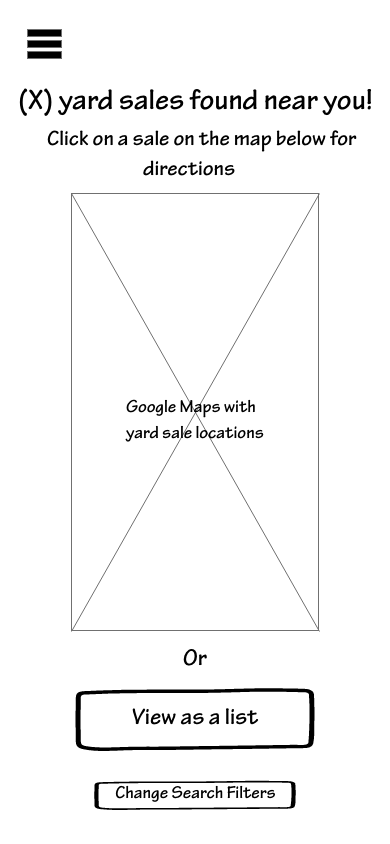 (X) yard sales found near you!
Click on a sale on the map below for
directions
Google Maps with
yard sale locations
Or
View as a list
Change Search Filters